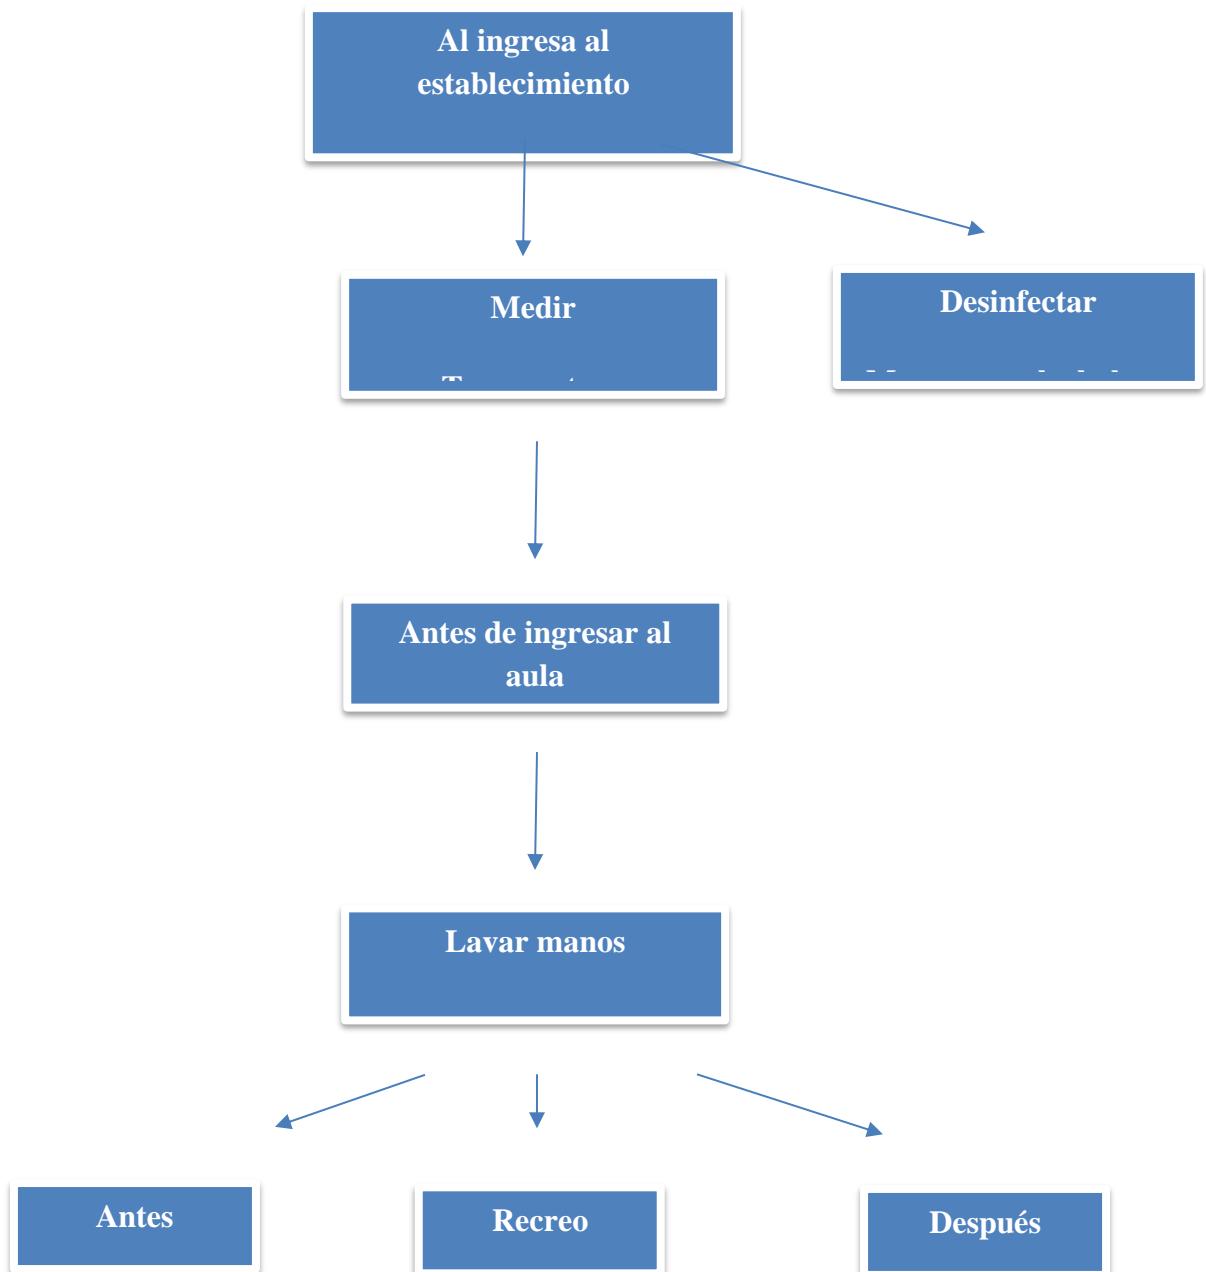 Al ingresa al
establecimiento
Medir
Desinfectar
Antes de ingresar al
aula
Lavar manos
Antes
Recreo
Después